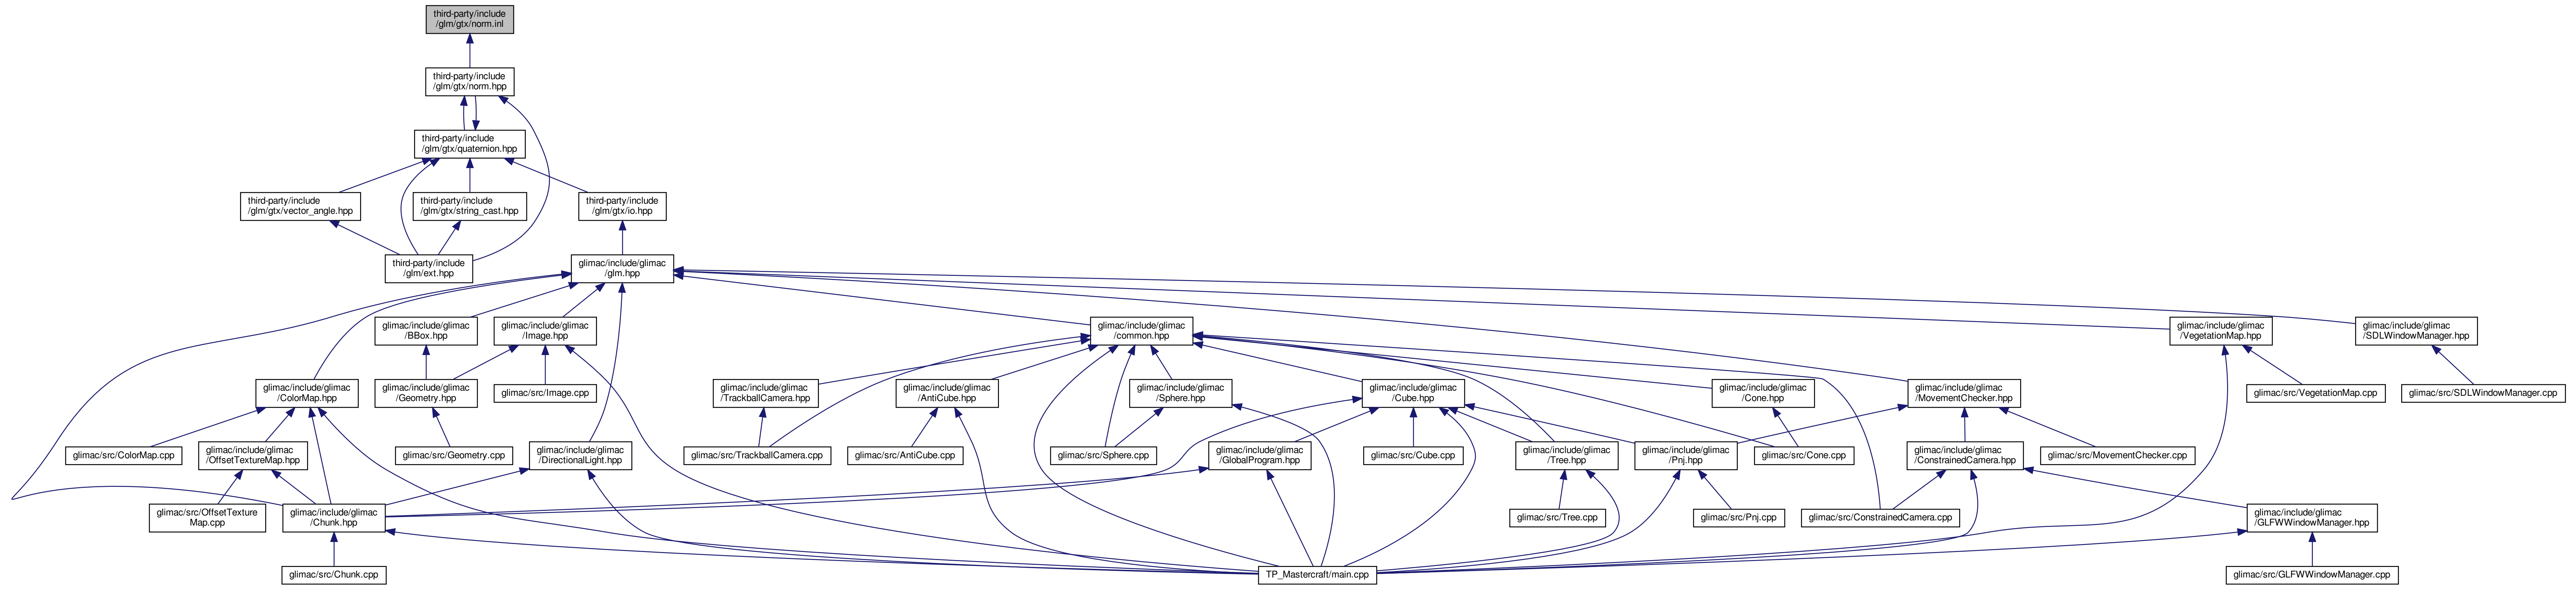 third-party/include
/glm/gtx/norm.inl
third-party/include
/glm/gtx/norm.hpp
third-party/include
/glm/gtx/quaternion.hpp
third-party/include
/glm/gtx/vector_angle.hpp
third-party/include
/glm/gtx/string_cast.hpp
third-party/include
/glm/gtx/io.hpp
third-party/include
/glm/ext.hpp
glimac/include/glimac
/glm.hpp
glimac/include/glimac
/BBox.hpp
glimac/include/glimac
/Image.hpp
glimac/include/glimac
/common.hpp
glimac/include/glimac
/VegetationMap.hpp
glimac/include/glimac
/SDLWindowManager.hpp
glimac/include/glimac
/ColorMap.hpp
glimac/include/glimac
/Geometry.hpp
glimac/src/Image.cpp
glimac/include/glimac
/TrackballCamera.hpp
glimac/include/glimac
/AntiCube.hpp
glimac/include/glimac
/Sphere.hpp
glimac/include/glimac
/Cube.hpp
glimac/include/glimac
/Cone.hpp
glimac/include/glimac
/MovementChecker.hpp
glimac/src/VegetationMap.cpp
glimac/src/SDLWindowManager.cpp
glimac/src/ColorMap.cpp
glimac/include/glimac
/OffsetTextureMap.hpp
glimac/src/Geometry.cpp
glimac/include/glimac
/DirectionalLight.hpp
glimac/src/TrackballCamera.cpp
glimac/src/AntiCube.cpp
glimac/src/Sphere.cpp
glimac/include/glimac
/GlobalProgram.hpp
glimac/src/Cube.cpp
glimac/include/glimac
/Tree.hpp
glimac/include/glimac
/Pnj.hpp
glimac/src/Cone.cpp
glimac/include/glimac
/ConstrainedCamera.hpp
glimac/src/MovementChecker.cpp
glimac/src/OffsetTexture
Map.cpp
glimac/include/glimac
/Chunk.hpp
glimac/src/Tree.cpp
glimac/src/Pnj.cpp
glimac/src/ConstrainedCamera.cpp
glimac/include/glimac
/GLFWWindowManager.hpp
glimac/src/Chunk.cpp
TP_Mastercraft/main.cpp
glimac/src/GLFWWindowManager.cpp